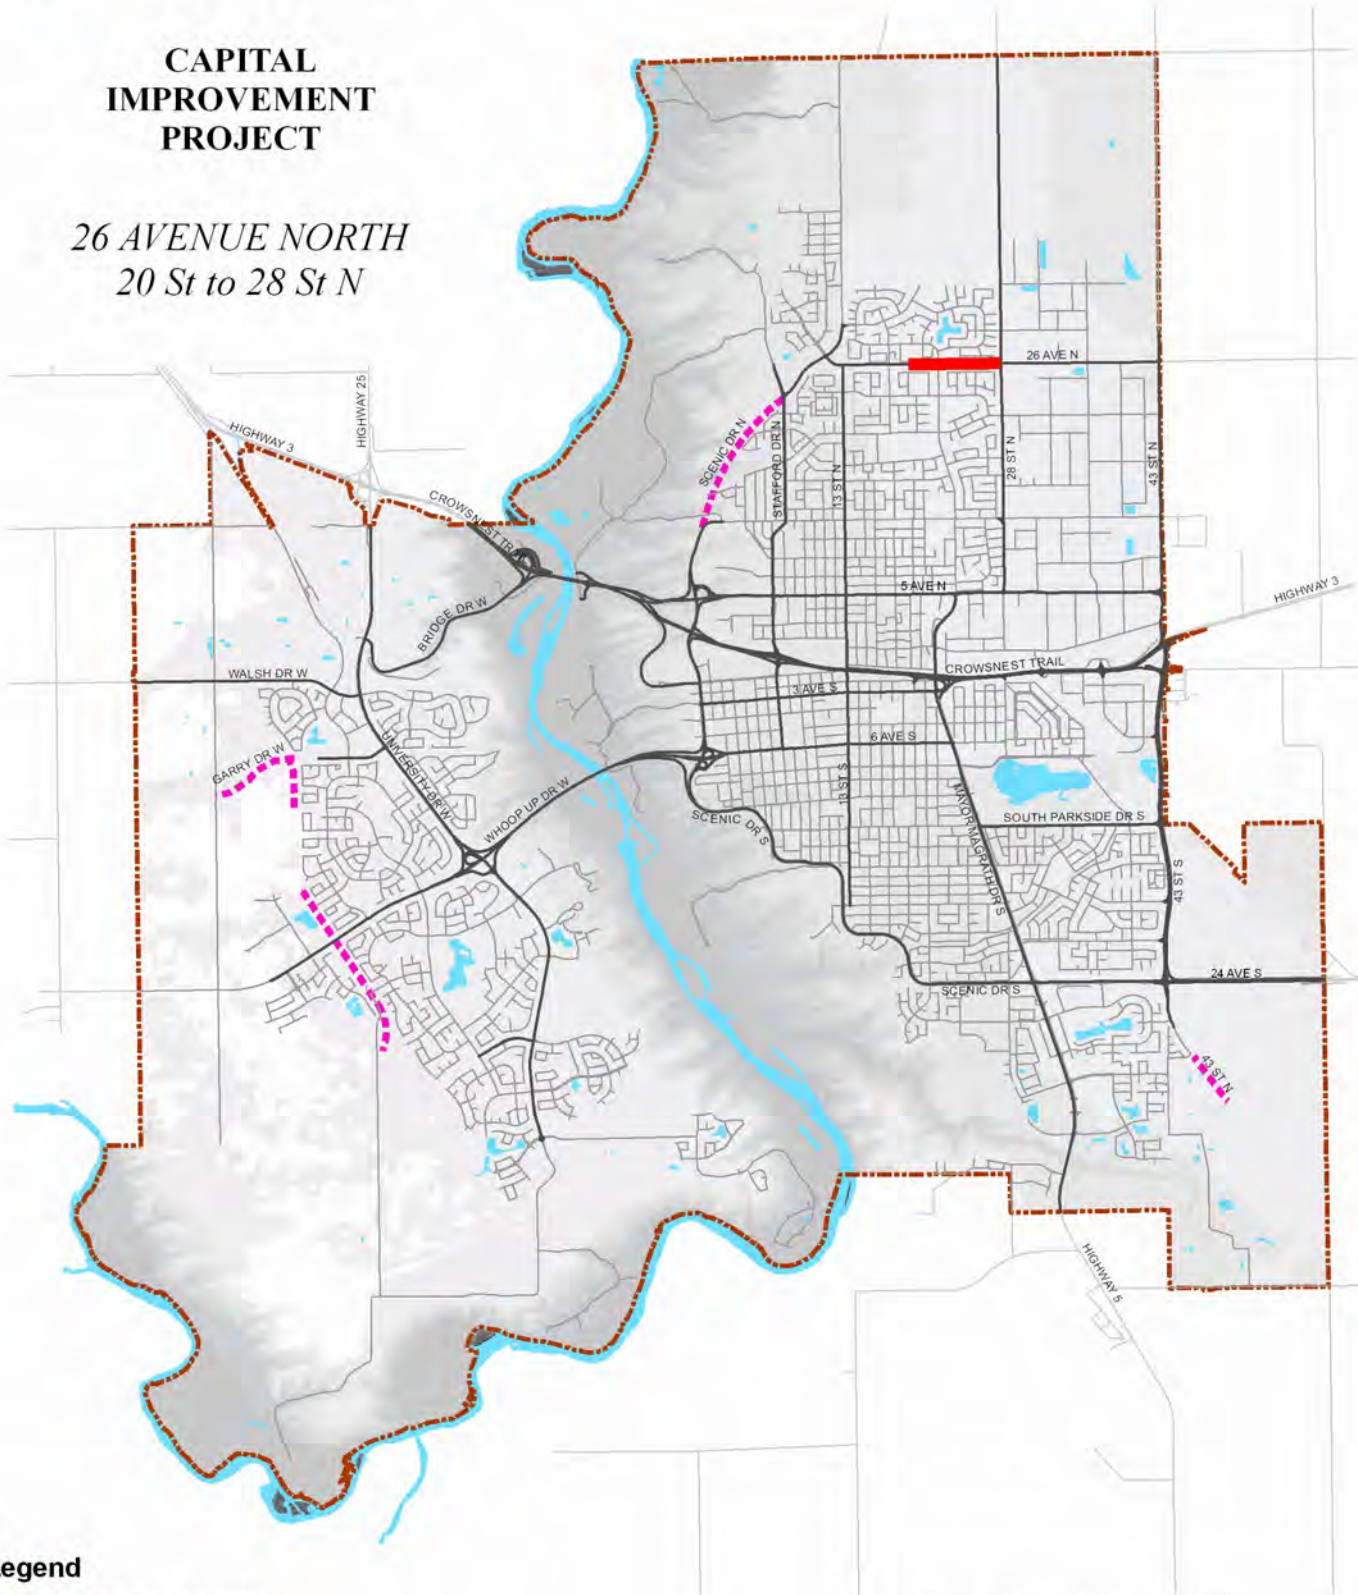 CAPITAL
IMPROVEMENT
PROJECT
26 AVENUE NORTH
20 St to 28 St N
26 AVE N
HIGHWAY 25
HIGHWAY 3
SCENIC DR N
STAFFORD DR N
13 ST N
28 ST N
43 ST N
CROWSNEST TRAIL
5 AVE N
HIGHWAY 3
BRIDGE DR W
WALSH DR W
CROWSNEST TRAIL
3 AVE S
6 AVE S
GARRY DR W
UNIVERSITY DR W
WHOOP UP DR W
13 ST S
MAYOR MAGRATH DR S
SCENIC DR S
SOUTH PARKSIDE DR S
43 ST S
24 AVE S
SCENIC DR S
43 ST N
HIGHWAY 5
egend